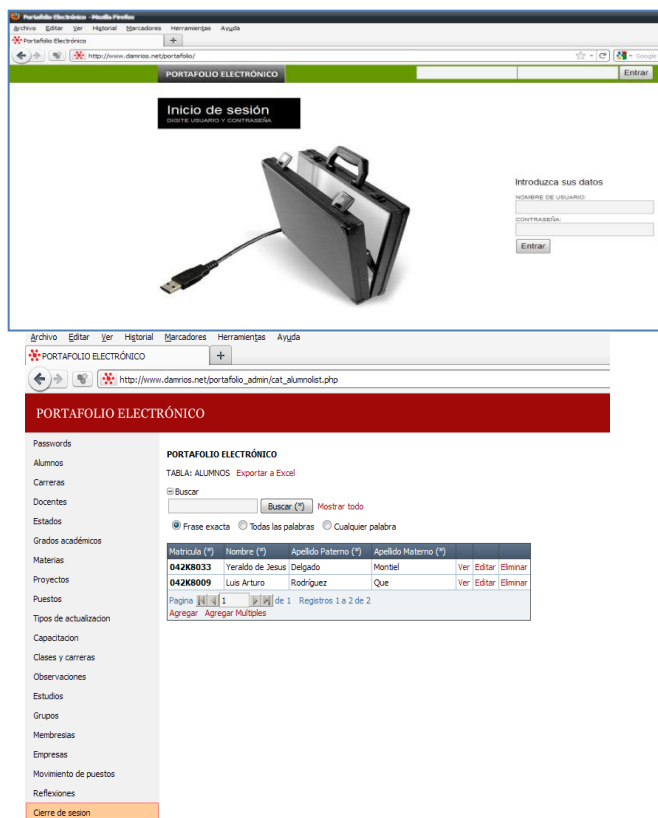 Portafolio Electrónico - Mozilla Firefox
Archivo Editar Ver Historial Marcadores Herramientas Ayuda
Portafolio Electrónico +
http://www.damrios.net/portafolio/ Google
PORTAFOLIO ELECTRÓNICO Entrar
Inicio de sesión
DIGITE USUARIO Y CONTRASEÑA
Introduzca sus datos
NOMBRE DE USUARIO:
CONTRASEÑA:
Entrar
Archivo Editar Ver Historial Marcadores Herramientas Ayuda
PORTAFOLIO ELECTRÓNICO +
http://www.damrios.net/portafolio_admin/cat_alumnolist.php
PORTAFOLIO ELECTRÓNICO
Passwords
Alumnos
Carreras
Docentes
Estados
Grados académicos
Materias
Proyectos
Puestos
Tipos de actualizacion
Capacitacion
Clases y carreras
Observaciones
Estudios
Grupos
Membresias
Empresas
Movimiento de puestos
Reflexiones
Cierre de sesion
PORTAFOLIO ELECTRÓNICO
TABLA: ALUMNOS Exportar a Excel
Buscar
Buscar (*) Mostrar todo
Frase exacta Todas las palabras Cualquier palabra
Matricula (*) Nombre (*) Apellido Paterno (*) Apellido Materno (*)
042K8033 Yeraldo de Jesus Delgado Montiel Ver Editar Eliminar
042K8009 Luis Arturo Rodríguez Que Ver Editar Eliminar
Pagina 1 de 1 Registros 1 a 2 de 2
Agregar Agregar Multiples